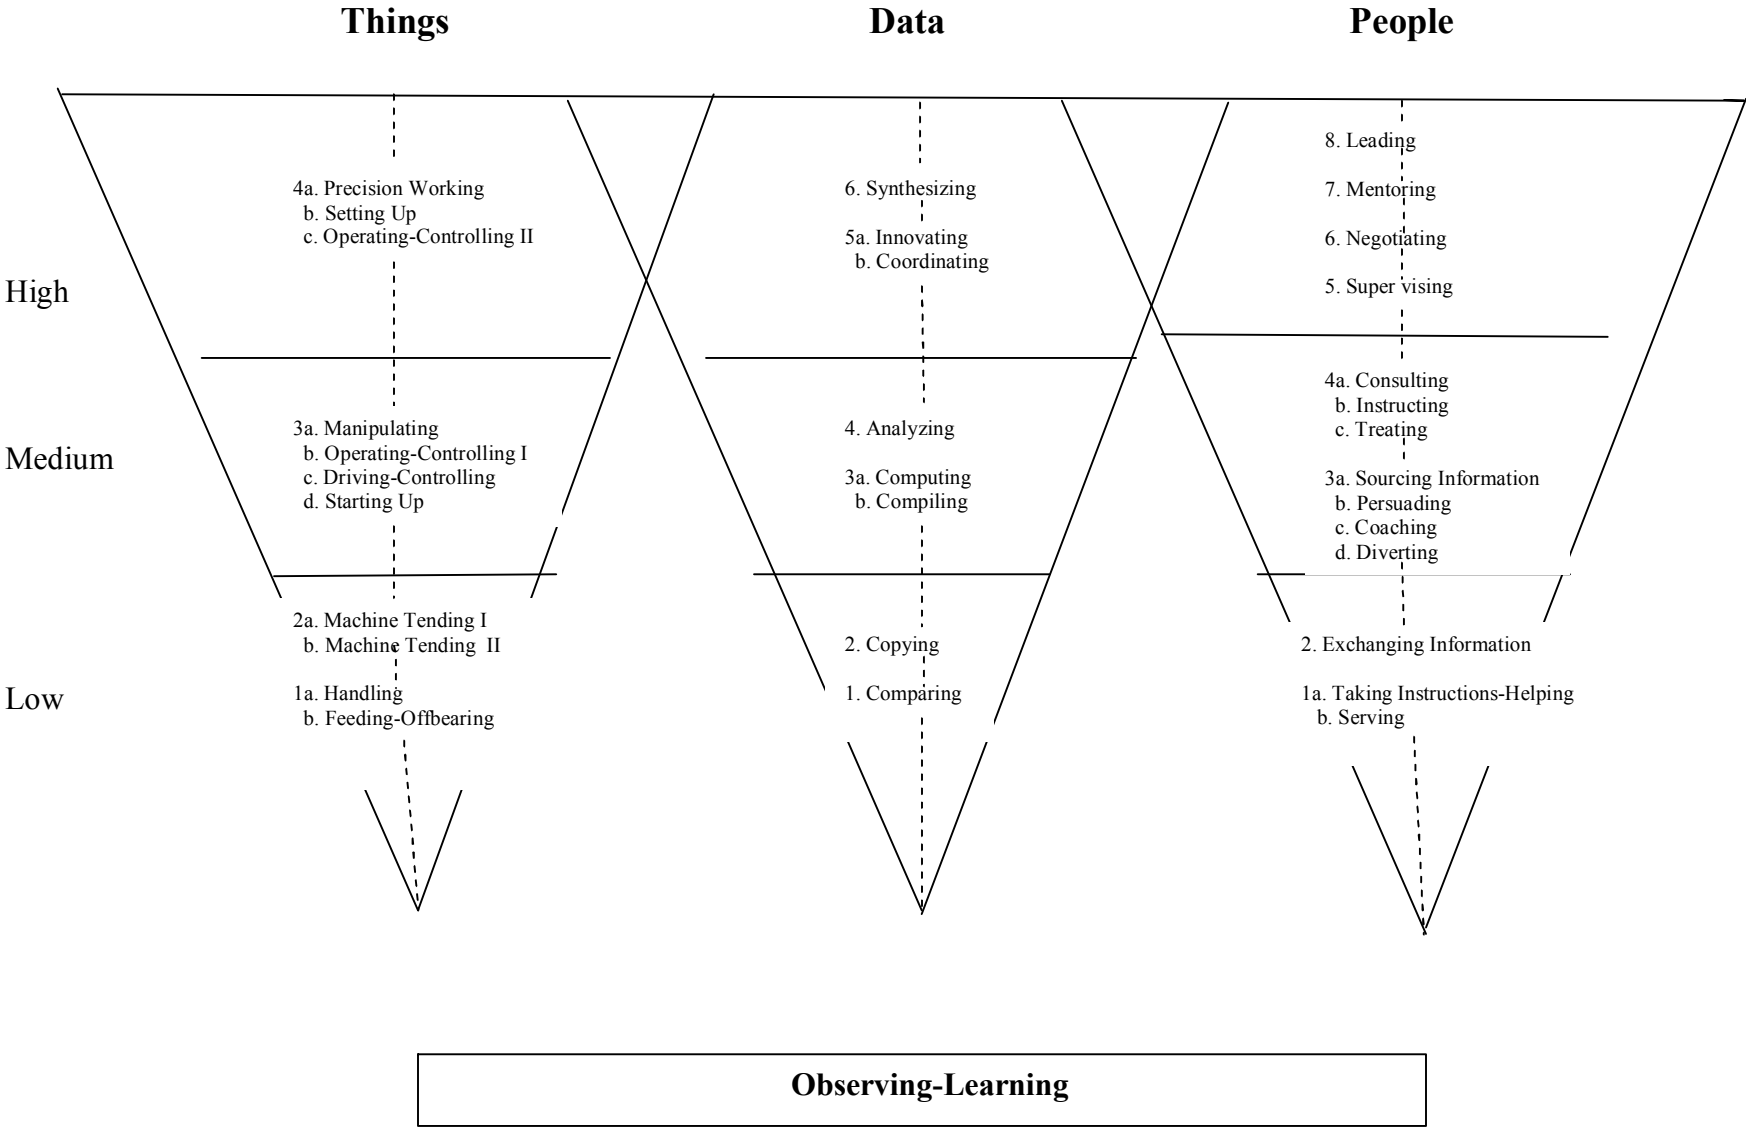 Things
Data
People
High
4a. Precision Working
b. Setting Up
c. Operating-Controlling II
6. Synthesizing
5a. Innovating
b. Coordinating
8. Leading
7. Mentoring
6. Negotiating
5. Super vising
Medium
3a. Manipulating
b. Operating-Controlling I
c. Driving-Controlling
d. Starting Up
4. Analyzing
3a. Computing
b. Compiling
4a. Consulting
b. Instructing
c. Treating
3a. Sourcing Information
b. Persuading
c. Coaching
d. Diverting
Low
2a. Machine Tending I
b. Machine Tending II
1a. Handling
b. Feeding-Offbearing
2. Copying
1. Comparing
2. Exchanging Information
1a. Taking Instructions-Helping
b. Serving
Observing-Learning